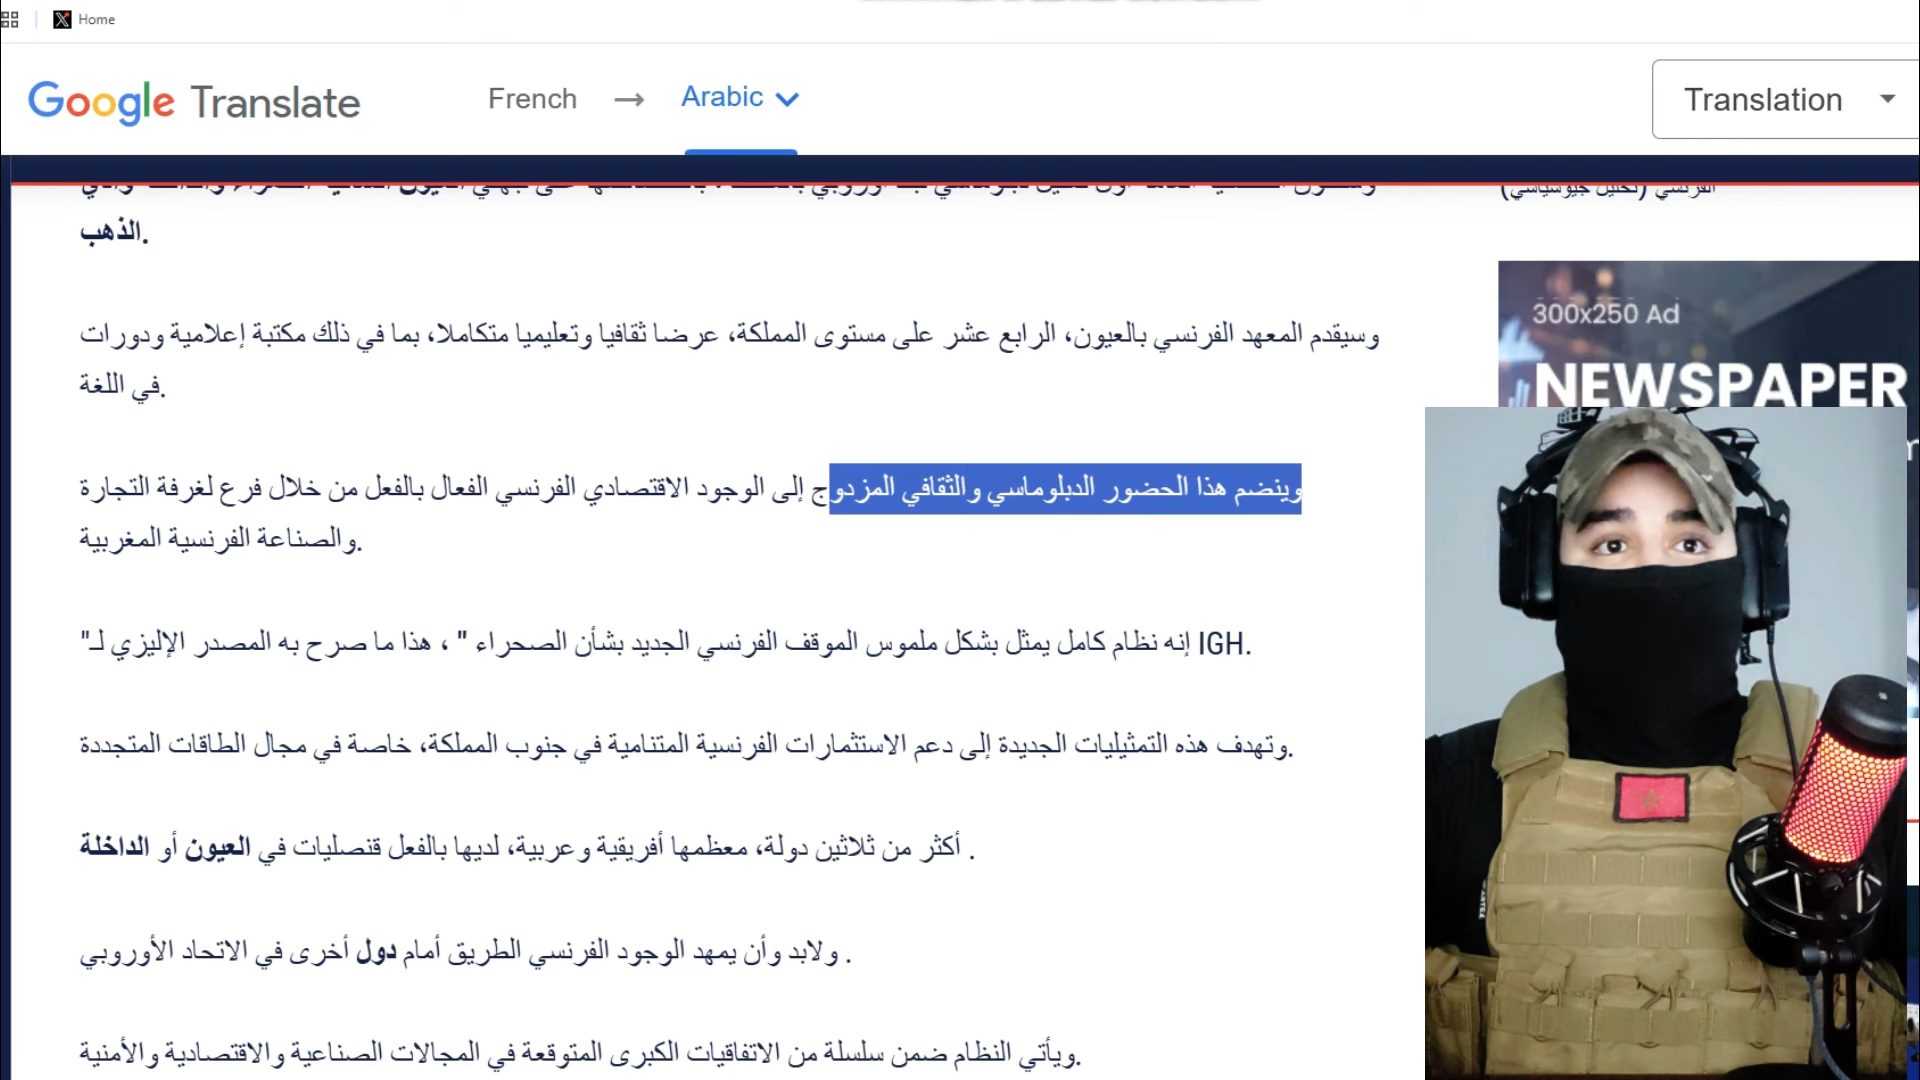 Home
Google Translate
French → Arabic
Translation
الذهب.
الفرنسي (تحليل جيوسياسي)
وسيقدم المعهد الفرنسي بالعيون، الرابع عشر على مستوى المملكة، عرضا ثقافيا وتعليميا متكاملا، بما في ذلك مكتبة إعلامية ودورات
في اللغة.
300x250 Ad
NEWSPAPER
وينضم هذا الحضور الدبلوماسي والثقافي المزدوج إلى الوجود الاقتصادي الفرنسي الفعال بالفعل من خلال فرع لغرفة التجارة
والصناعة الفرنسية المغربية.
"إنه نظام كامل يمثل بشكل ملموس الموقف الفرنسي الجديد بشأن الصحراء " ، هذا ما صرح به المصدر الإليزي لـ IGH.
وتهدف هذه التمثيليات الجديدة إلى دعم الاستثمارات الفرنسية المتنامية في جنوب المملكة، خاصة في مجال الطاقات المتجددة.
أكثر من ثلاثين دولة، معظمها أفريقية وعربية، لديها بالفعل قنصليات في العيون أو الداخلة .
ولابد وأن يمهد الوجود الفرنسي الطريق أمام دول أخرى في الاتحاد الأوروبي .
ويأتي النظام ضمن سلسلة من الاتفاقيات الكبرى المتوقعة في المجالات الصناعية والاقتصادية والأمنية.